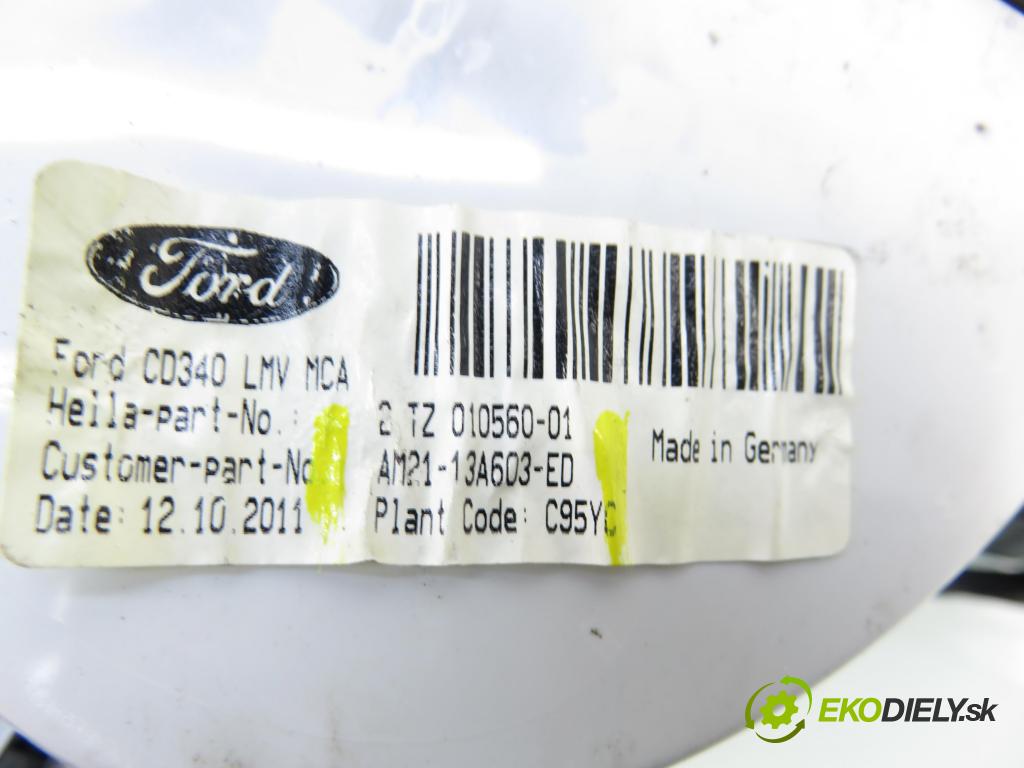 Ford
Ford CD340 LMV MCA
Hella-part-No.: 2 TZ 010560-01
Made in Germany
Customer-part-No AM21-13A603-ED
Date: 12.10.2011 Plant Code: C95YC
EKODIELY.sk